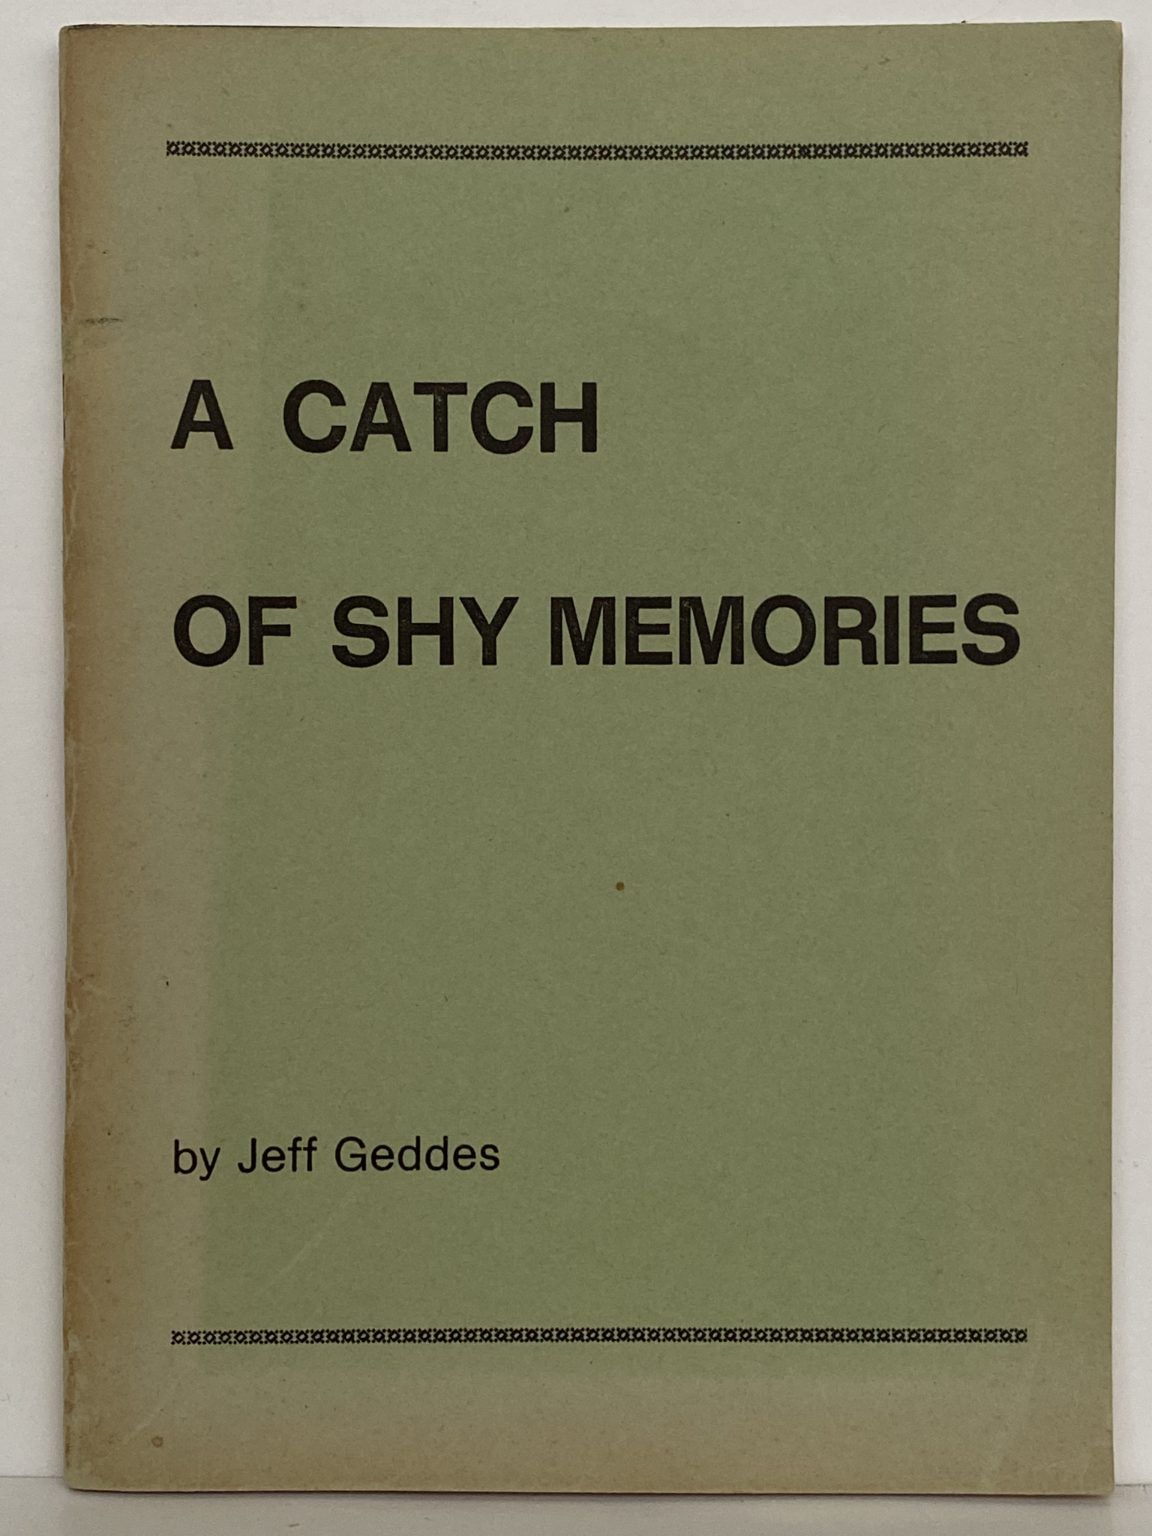 A CATCH
OF SHY MEMORIES
by Jeff Geddes